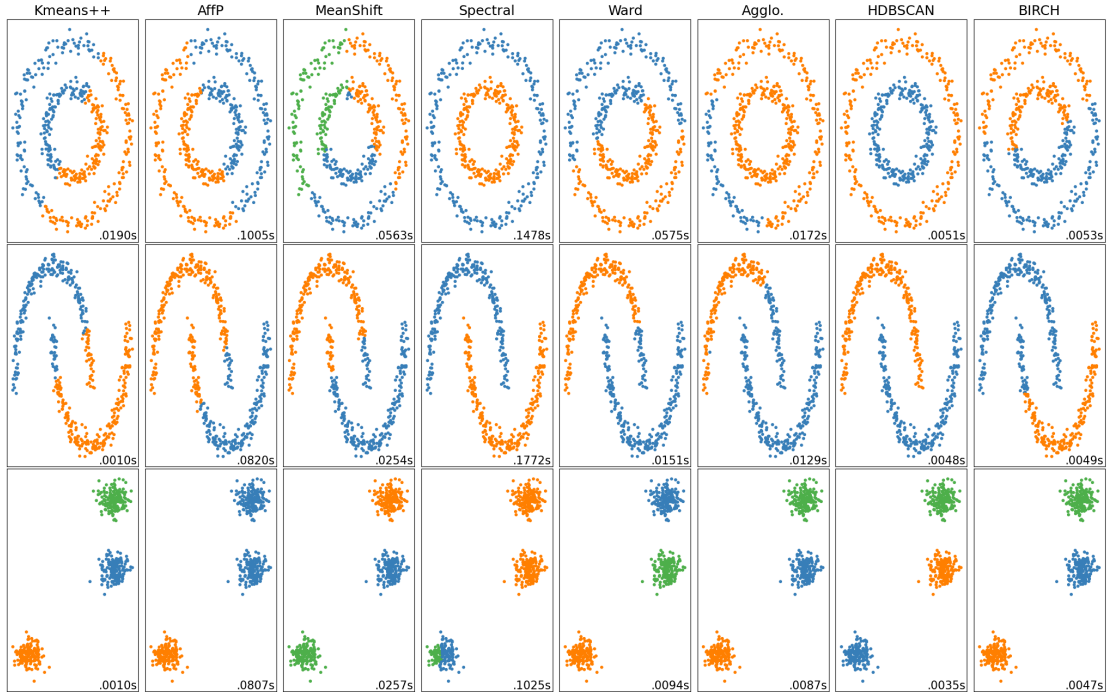 Kmeans++ AffP MeanShift Spectral Ward Agglo. HDBSCAN BIRCH
.0190s .1005s .0563s .1478s .0575s .0172s .0051s .0053s
.0010s .0820s .0254s .1772s .0151s .0129s .0048s .0049s
.0010s .0807s .0257s .1025s .0094s .0087s .0035s .0047s